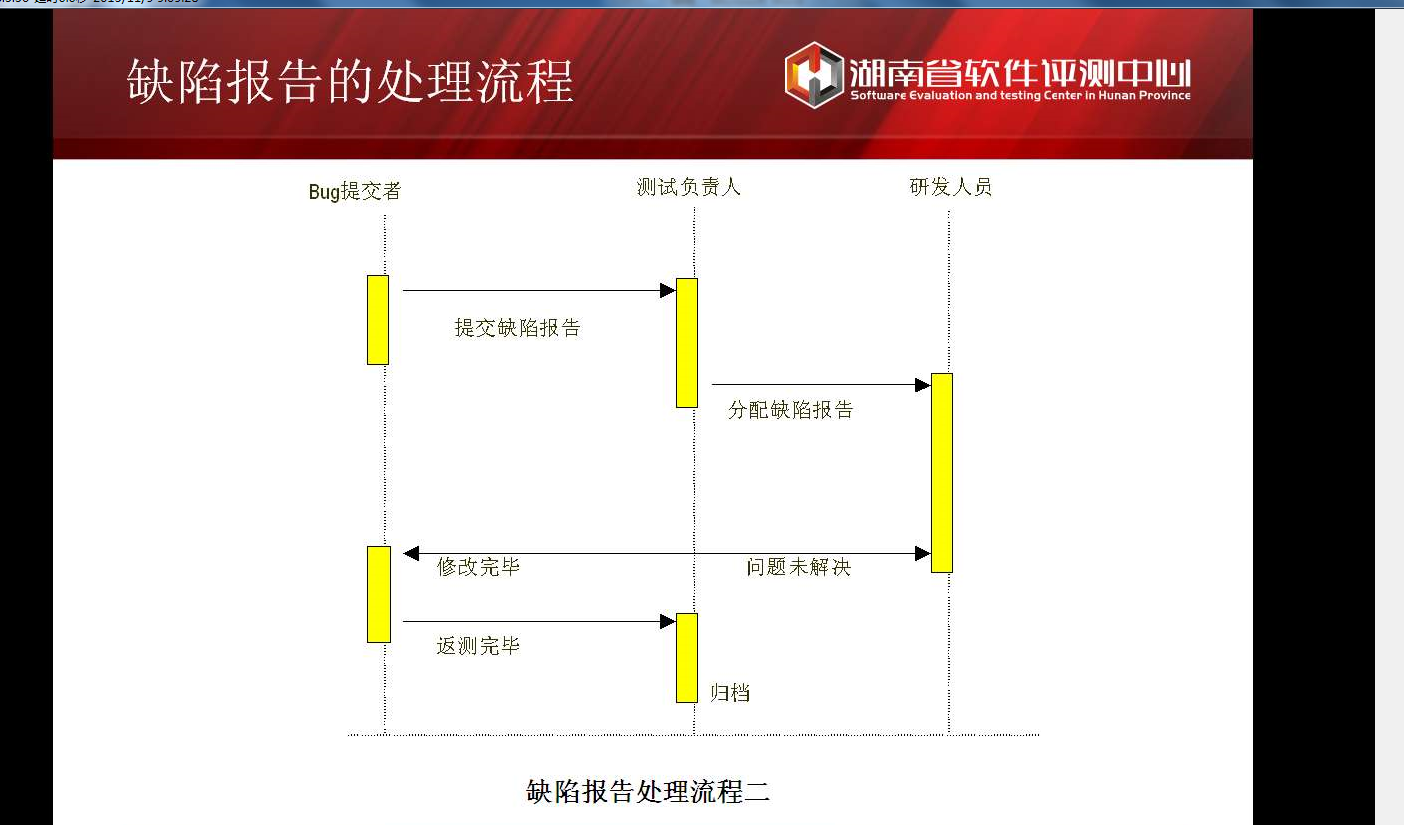 缺陷报告的处理流程
湖南省软件评测中心
Software Evaluation and testing Center in Hunan Province
Bug提交者
测试负责人
研发人员
提交缺陷报告
分配缺陷报告
修改完毕
问题未解决
返测完毕
归档
缺陷报告处理流程二